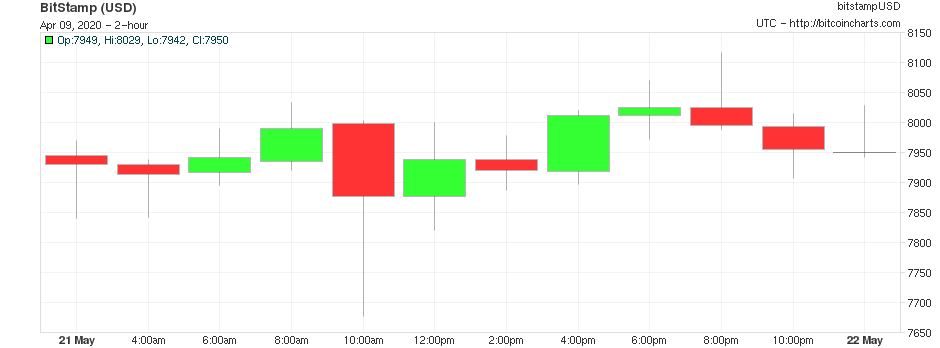 BitStamp (USD)
bitstampUSD
Apr 09, 2020 - 2-hour
UTC - http://bitcoincharts.com
Op:7949, Hi:8029, Lo:7942, Cl:7950
8150
8100
8050
8000
7950
7900
7850
7800
7750
7700
7650
21 May 4:00am 6:00am 8:00am 10:00am 12:00pm 2:00pm 4:00pm 6:00pm 8:00pm 10:00pm 22 May